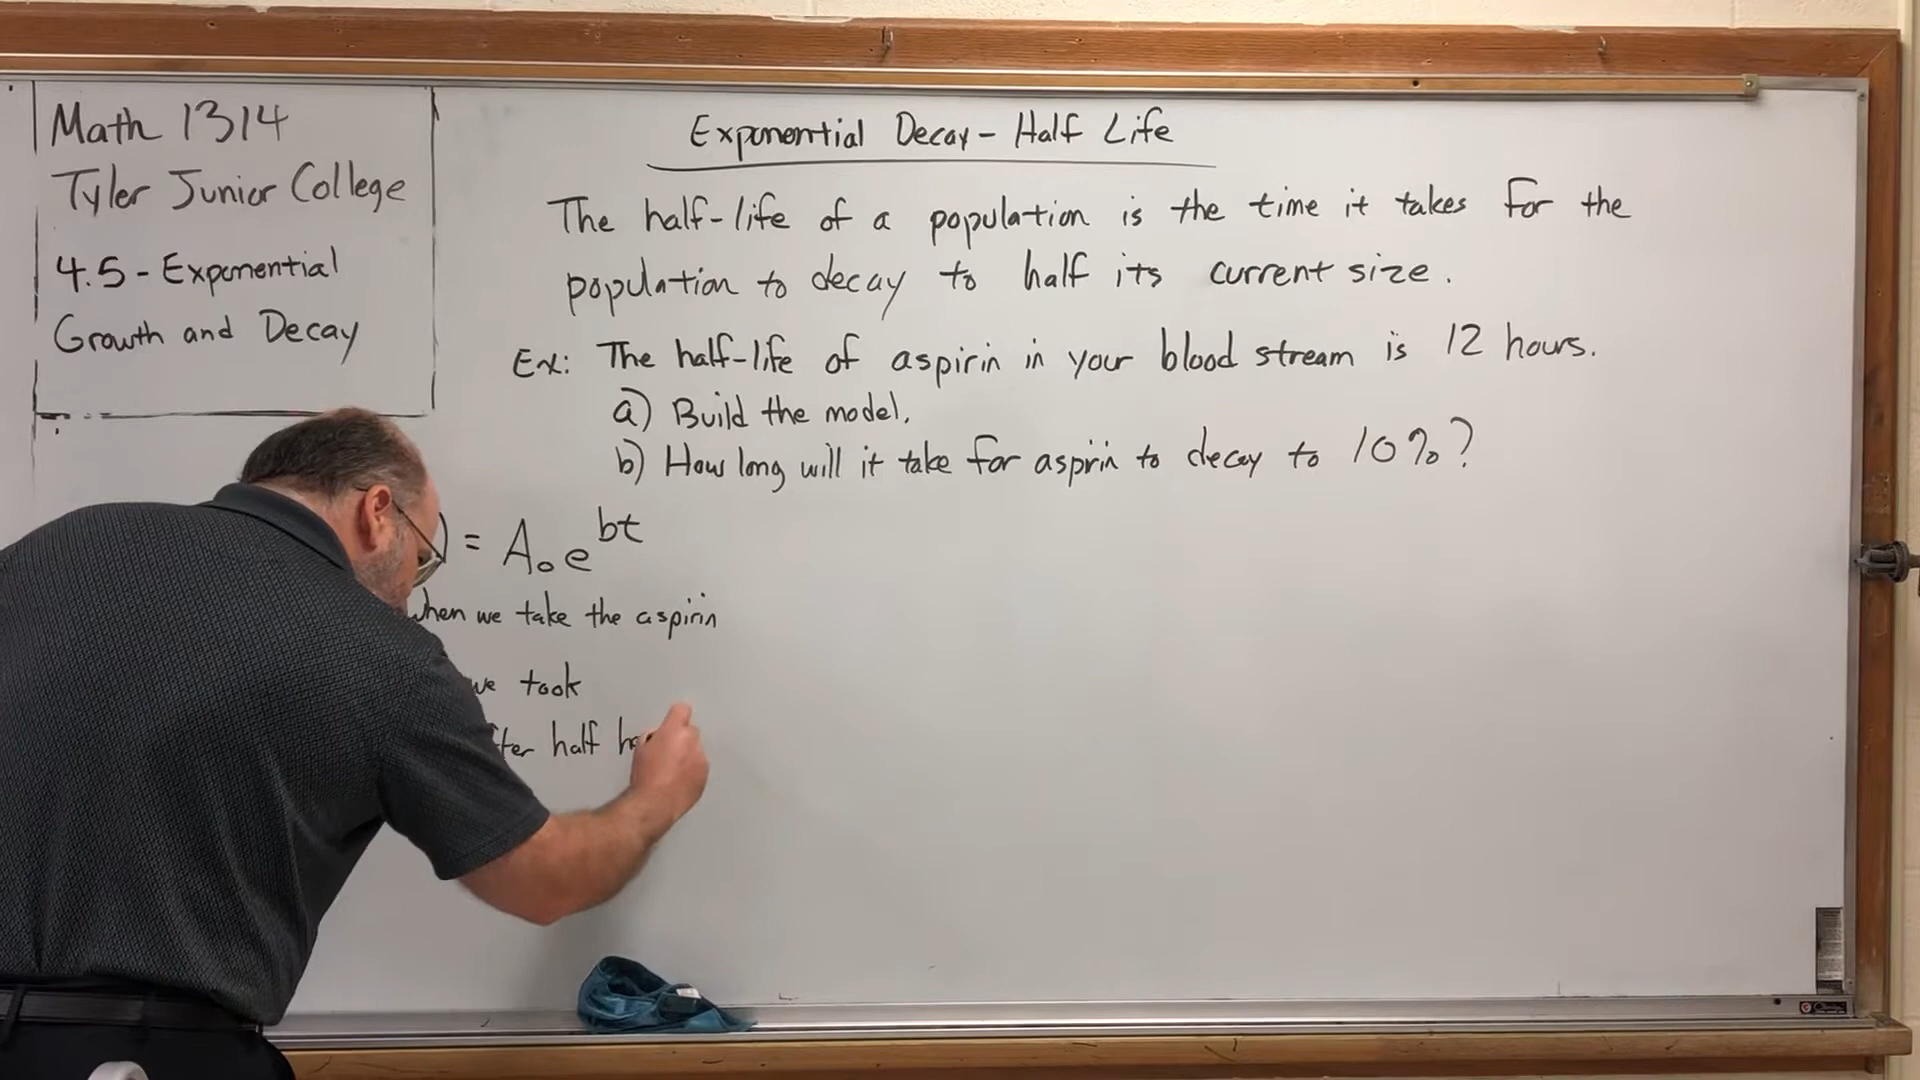 Math 1314
Tyler Junior College
4.5 - Exponential
Growth and Decay
Exponential Decay - Half Life
The half-life of a population is the time it takes for the
population to decay to half its current size.
Ex: The half-life of aspirin in your blood stream is 12 hours.
a) Build the model.
b) How long will it take for aspirin to decay to 10%?
) = A₀e^bt
when we take the aspirin
we took
half